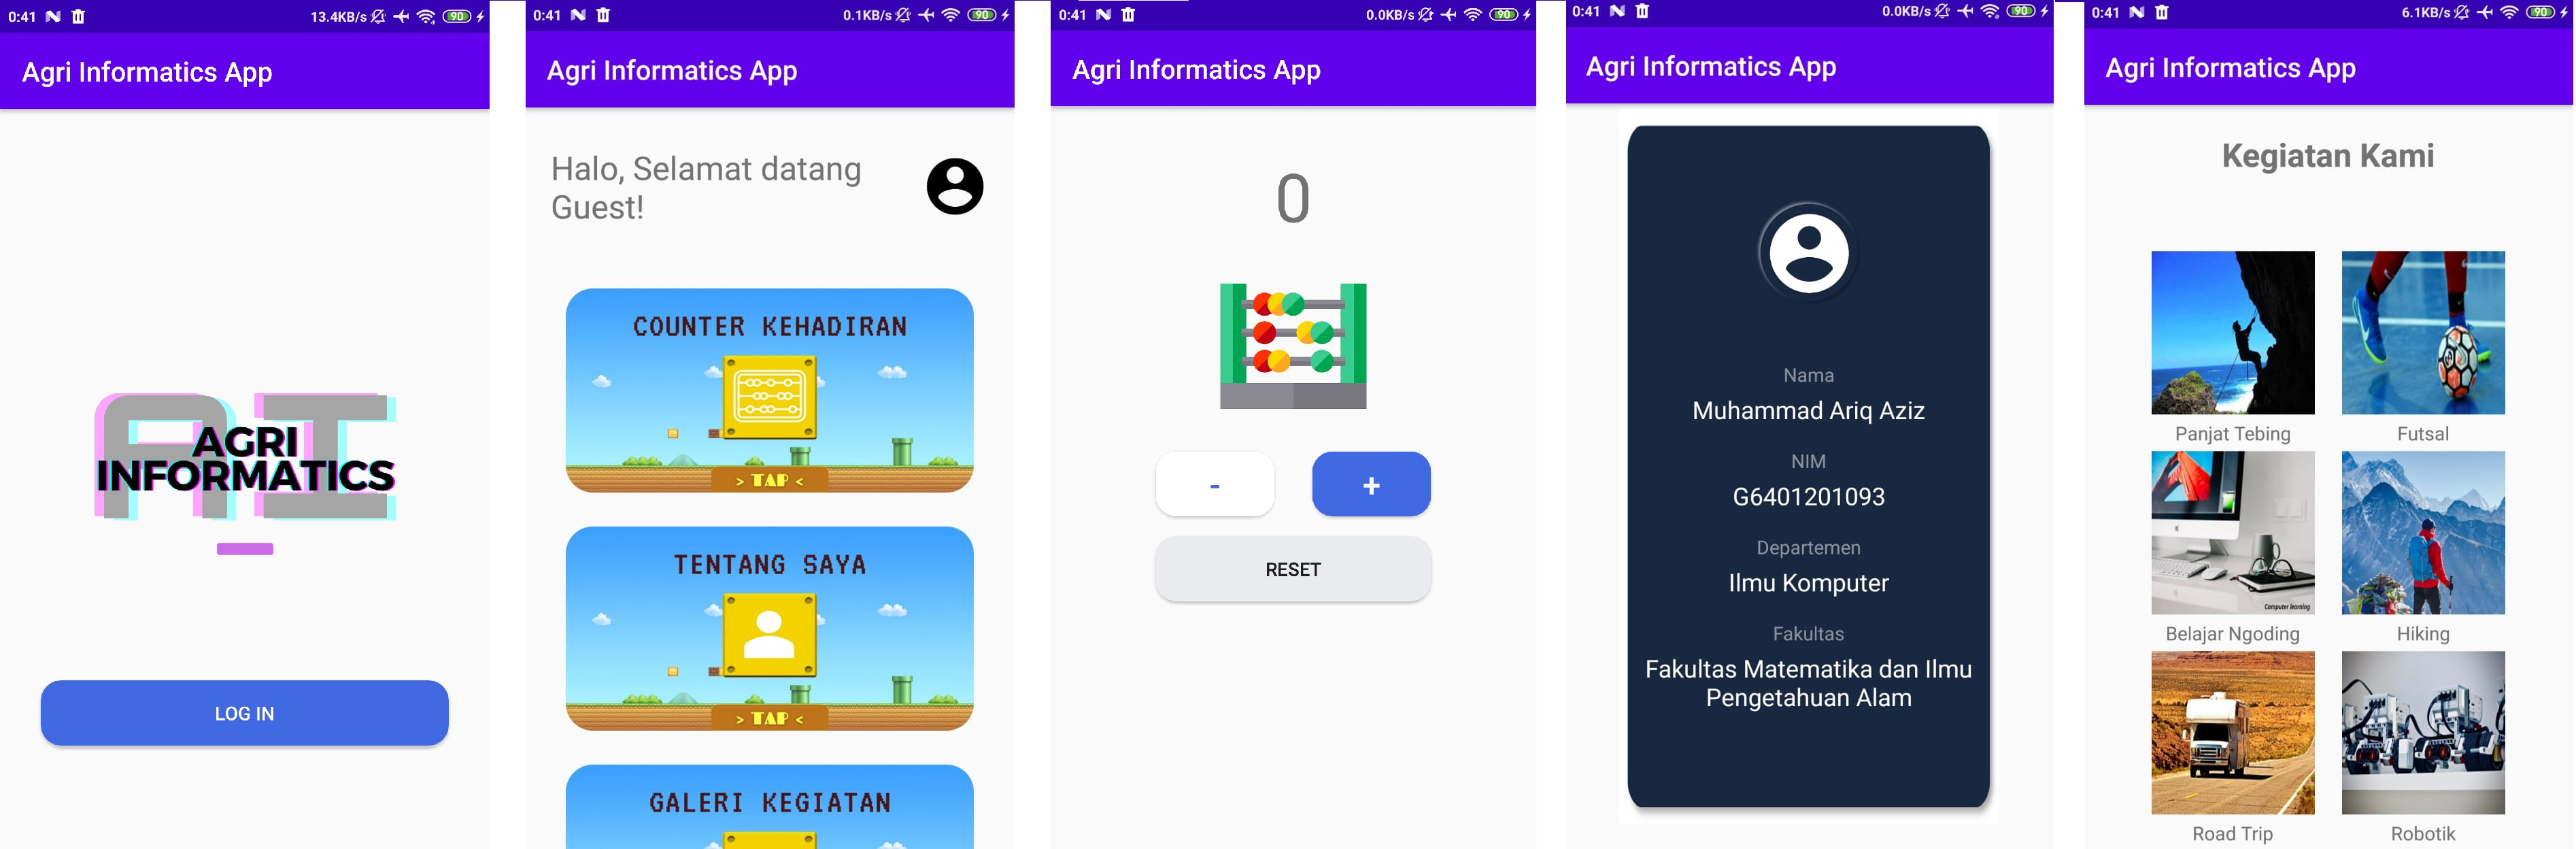 0:41 13.4KB/s 90
Agri Informatics App
AI
AGRI
INFORMATICS
LOG IN
0:41 0.1KB/s 90
Agri Informatics App
Halo, Selamat datang
Guest!
COUNTER KEHADIRAN
> TAP <
TENTANG SAYA
> TAP <
GALERI KEGIATAN
0:41 0.0KB/s 90
Agri Informatics App
0
-
+
RESET
0:41 0.0KB/s 90
Agri Informatics App
Nama
Muhammad Ariq Aziz
NIM
G6401201093
Departemen
Ilmu Komputer
Fakultas
Fakultas Matematika dan Ilmu
Pengetahuan Alam
0:41 6.1KB/s 90
Agri Informatics App
Kegiatan Kami
Panjat Tebing
Futsal
Computer learning
Belajar Ngoding
Hiking
Road Trip
Robotik